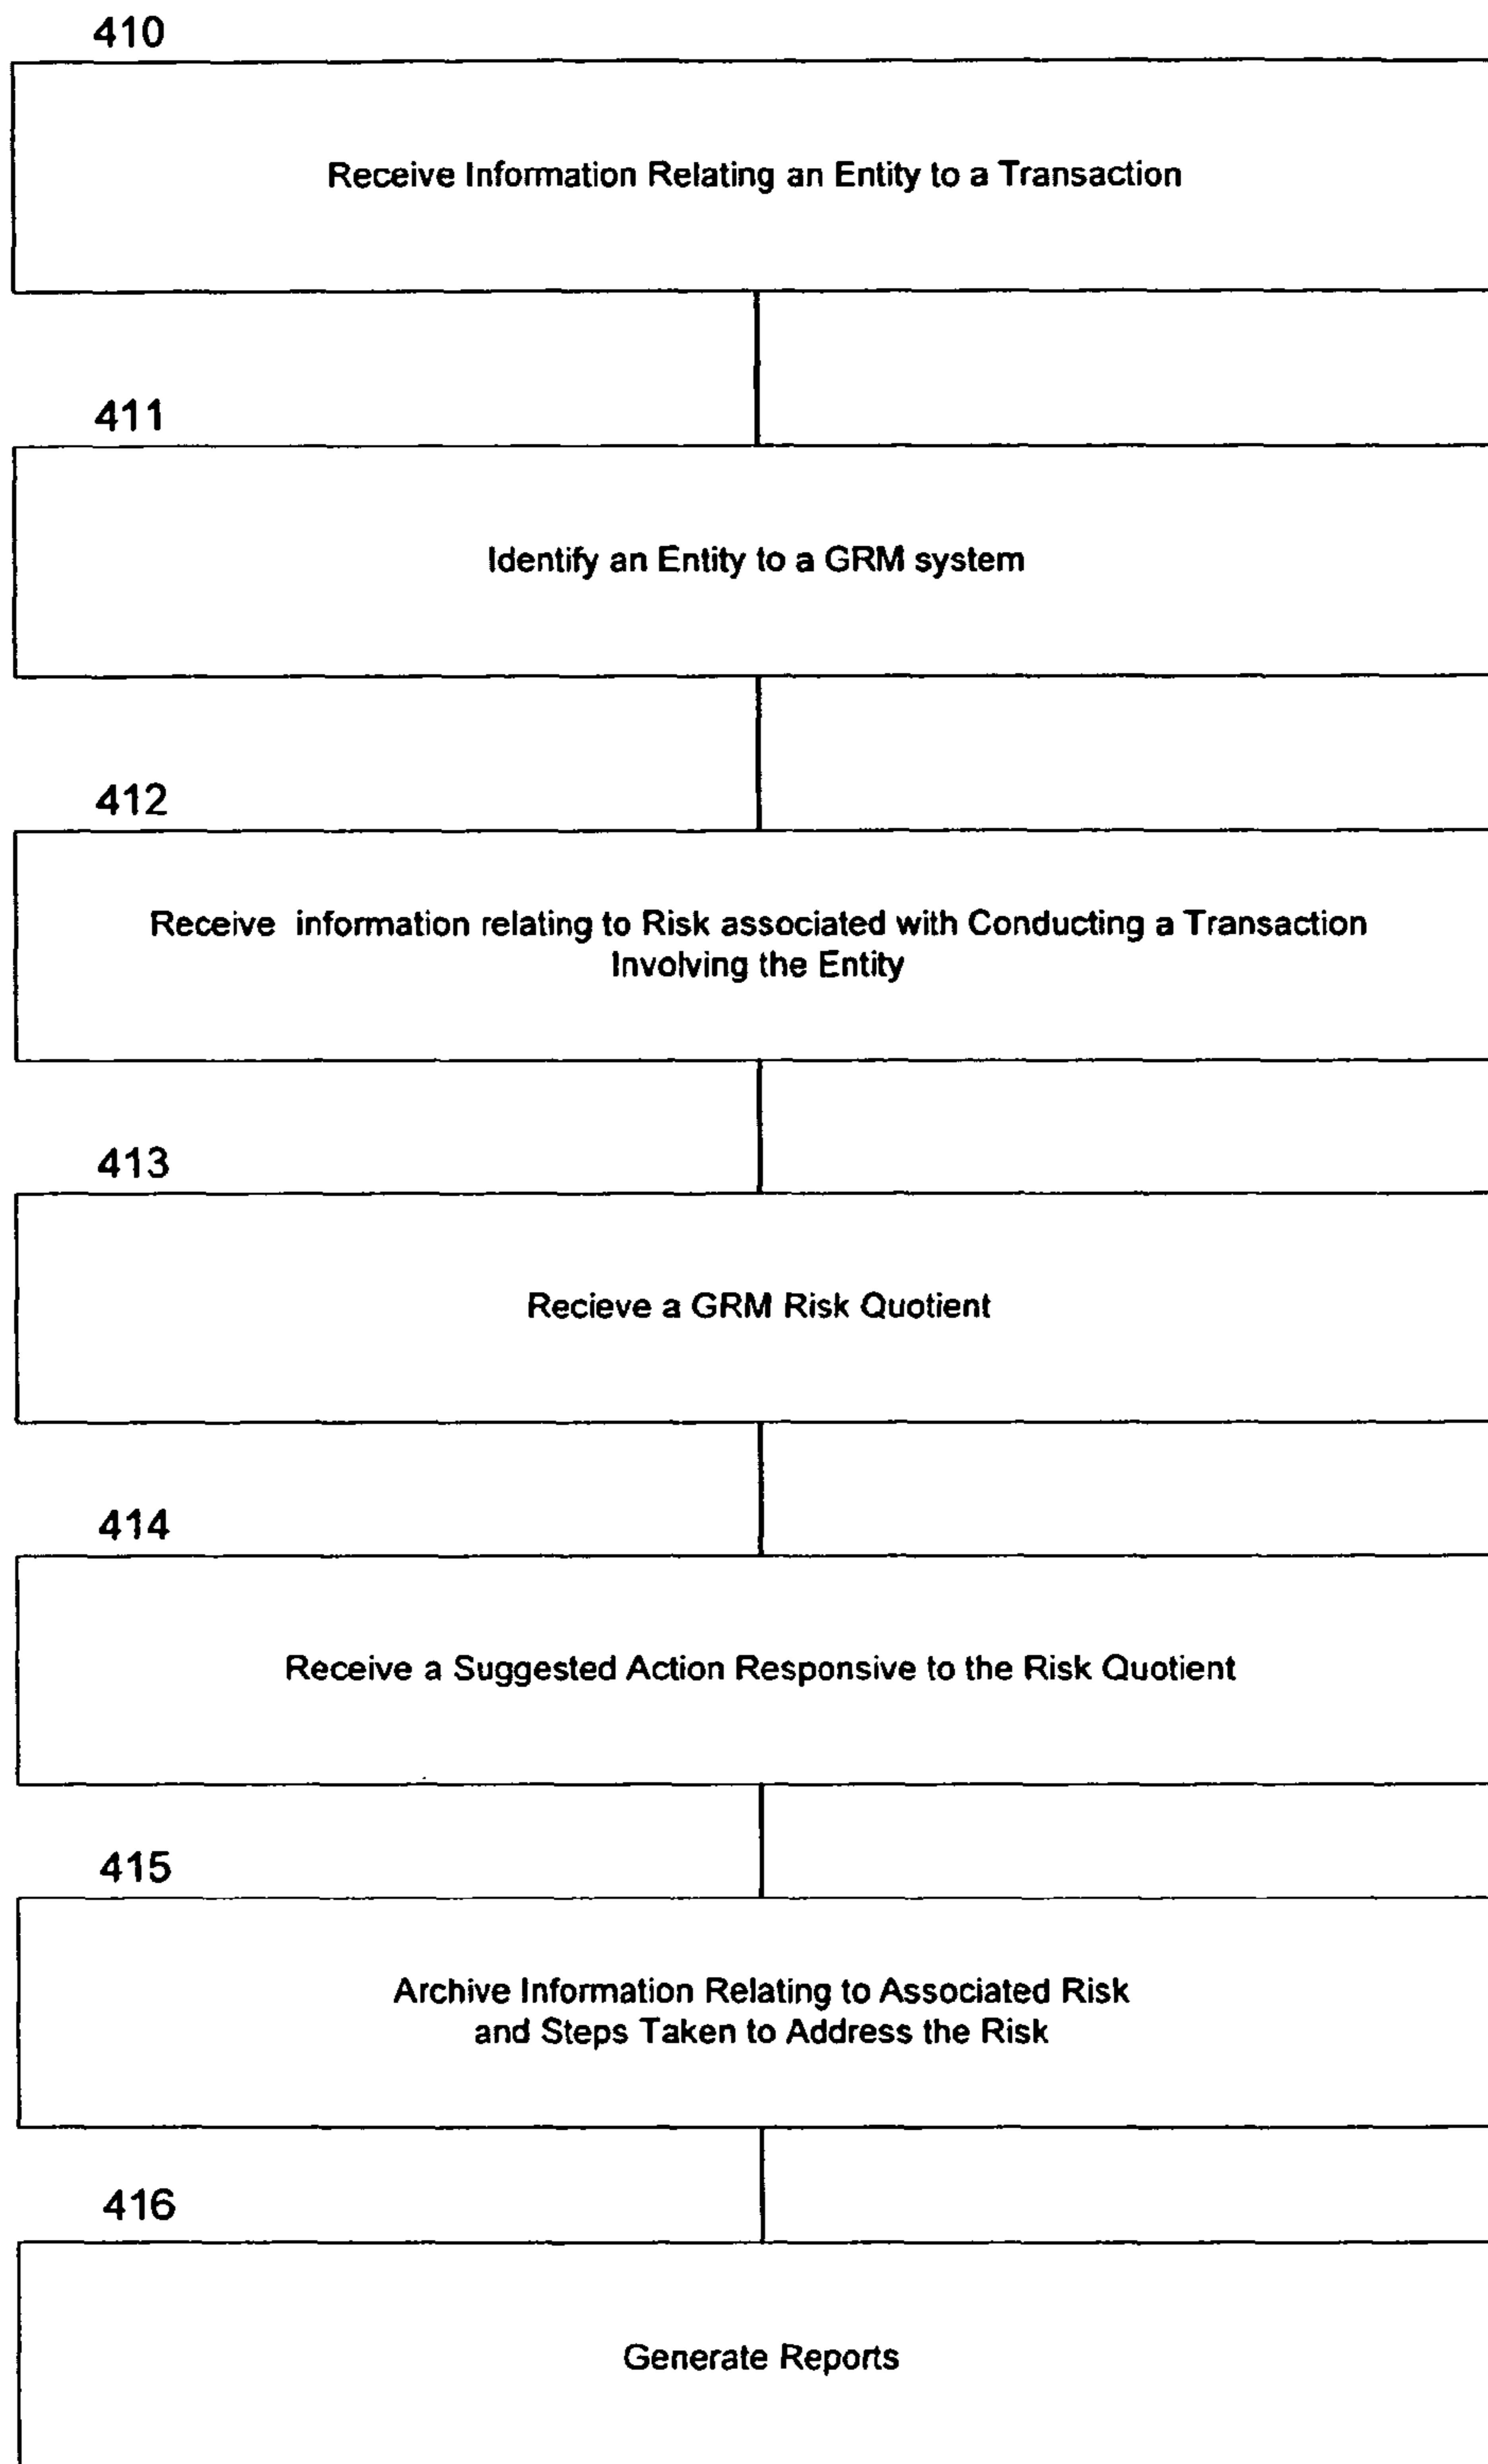 410
Receive Information Relating an Entity to a Transaction
411
Identify an Entity to a GRM system
412
Receive information relating to Risk associated with Conducting a Transaction
Involving the Entity
413
Recieve a GRM Risk Quotient
414
Receive a Suggested Action Responsive to the Risk Quotient
415
Archive Information Relating to Associated Risk
and Steps Taken to Address the Risk
416
Generate Reports